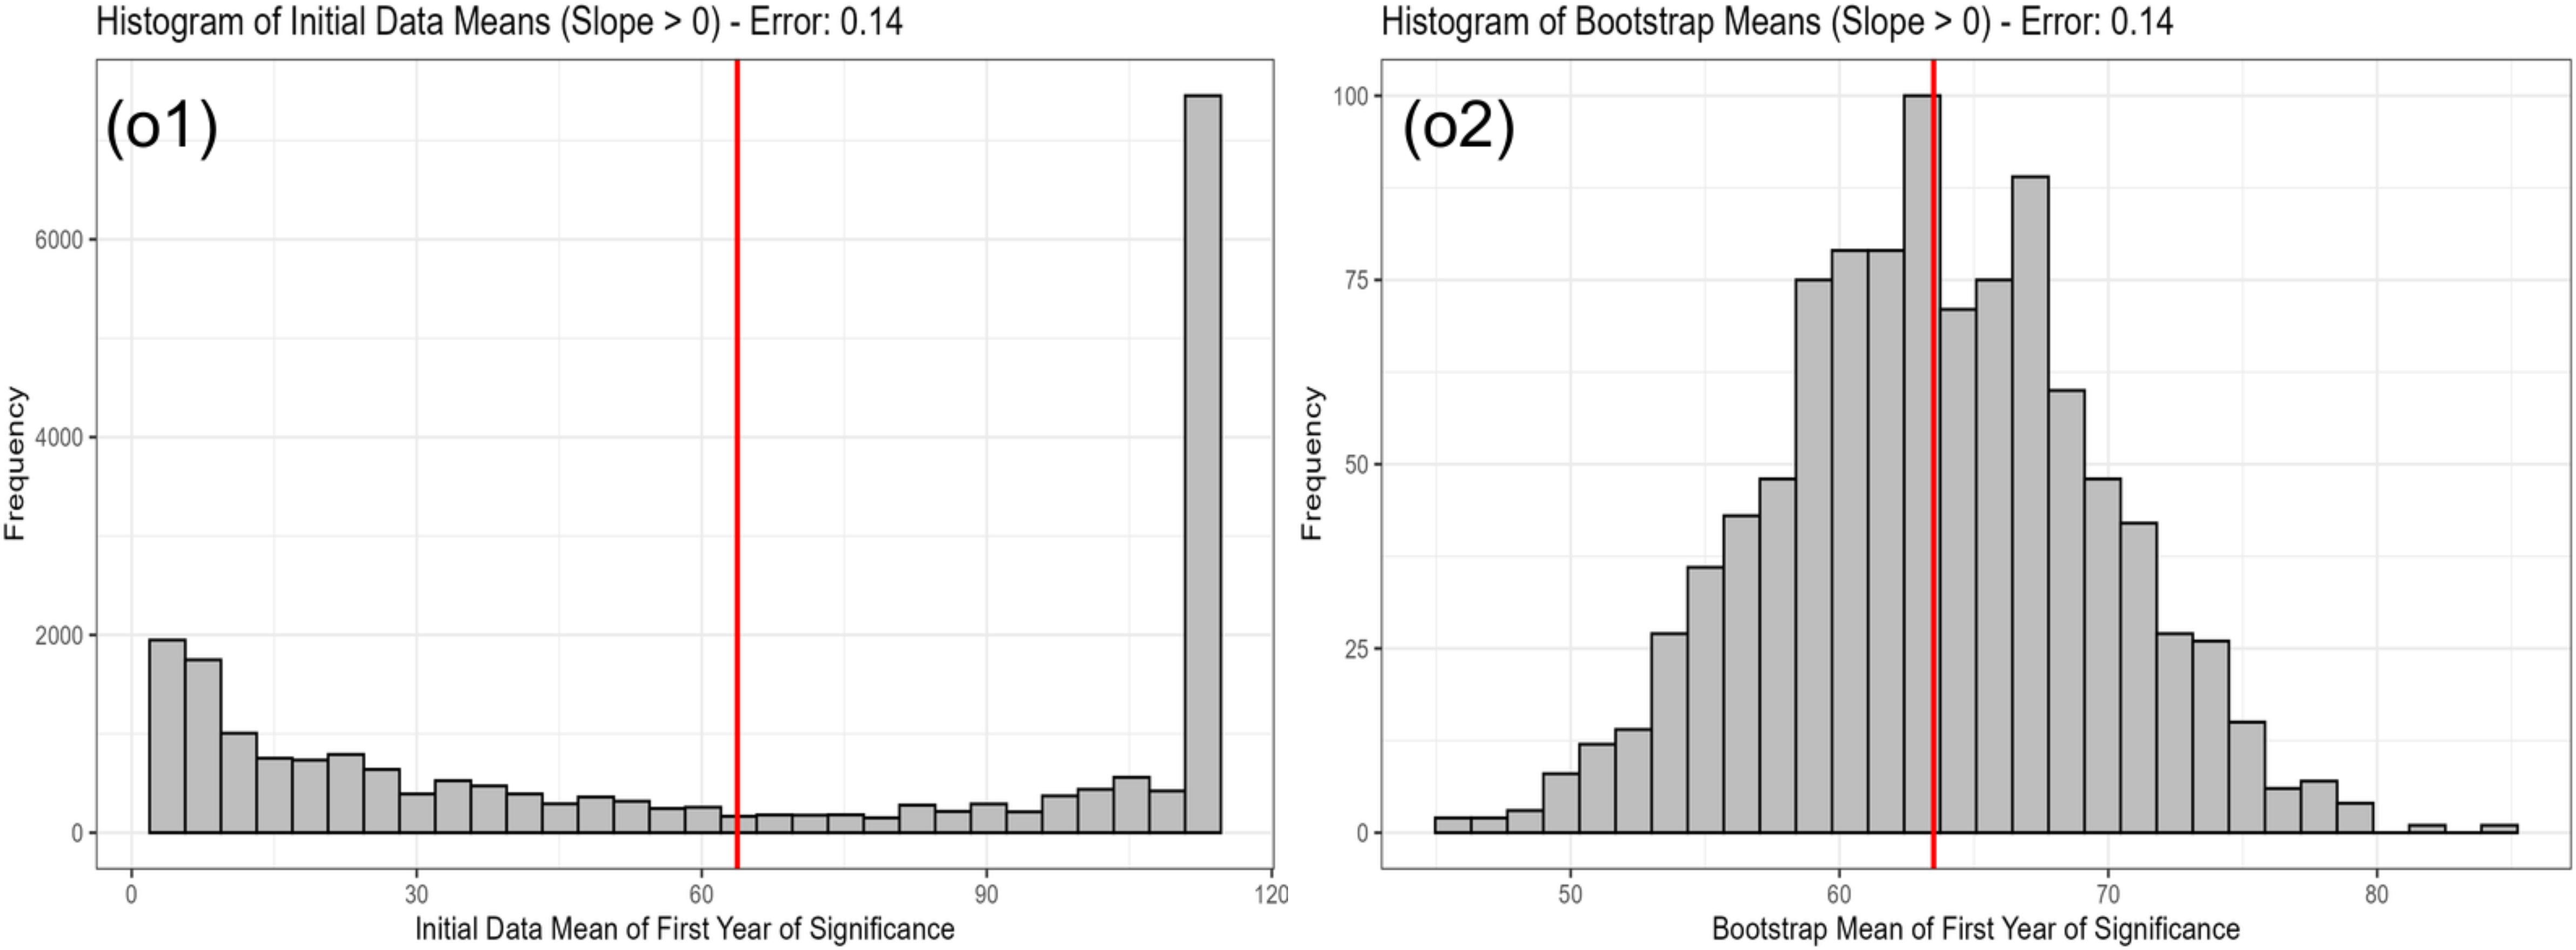 Histogram of Initial Data Means (Slope > 0) - Error: 0.14
(o1)
Frequency
6000
4000
2000
0
0 30 60 90 120
Initial Data Mean of First Year of Significance
Histogram of Bootstrap Means (Slope > 0) - Error: 0.14
(o2)
Frequency
100
75
50
25
0
50 60 70 80
Bootstrap Mean of First Year of Significance